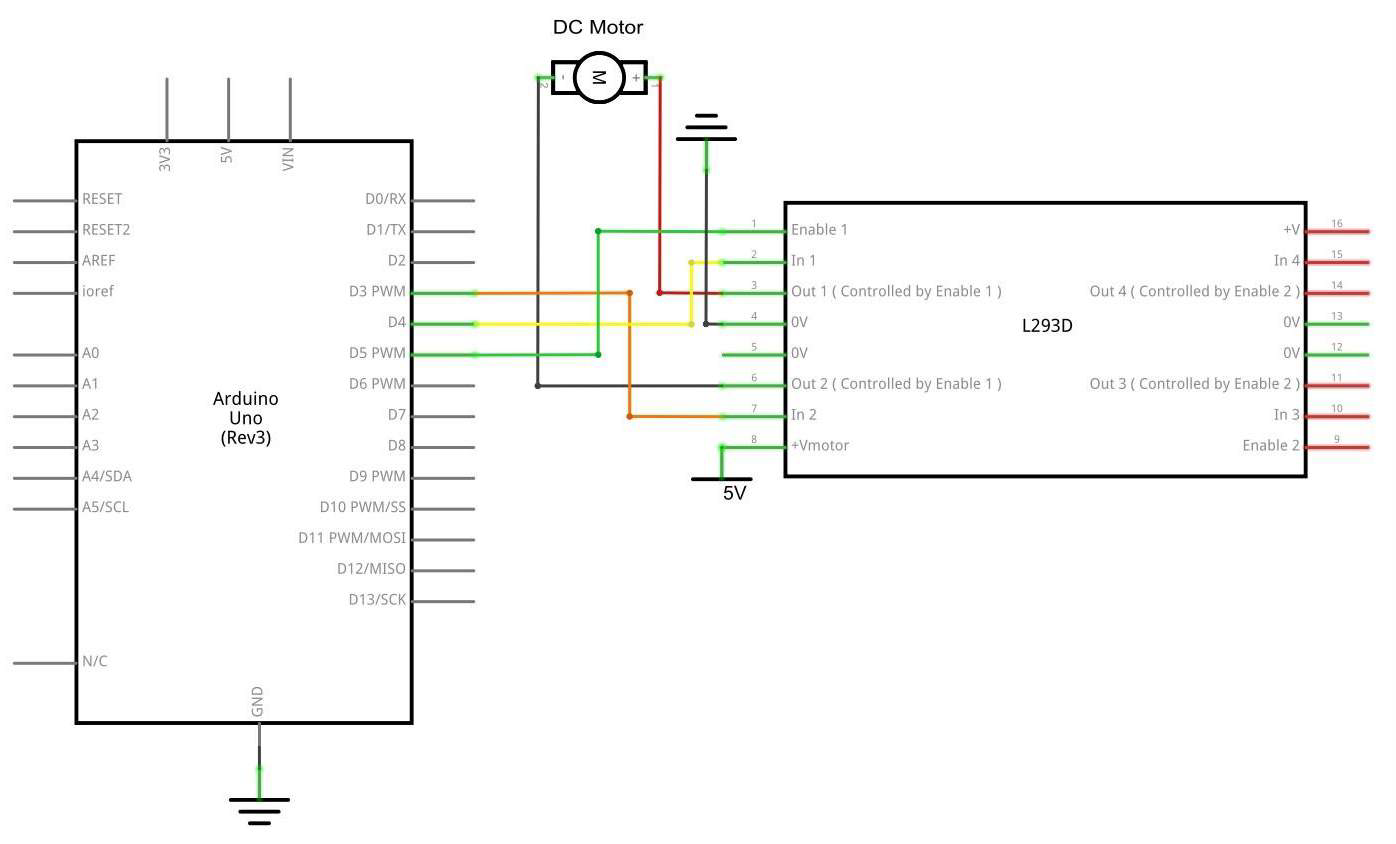 DC Motor
M
-
+
2
1
3V3
5V
VIN
RESET
RESET2
AREF
ioref
A0
A1
A2
A3
A4/SDA
A5/SCL
N/C
Arduino
Uno
(Rev3)
D0/RX
D1/TX
D2
D3 PWM
D4
D5 PWM
D6 PWM
D7
D8
D9 PWM
D10 PWM/SS
D11 PWM/MOSI
D12/MISO
D13/SCK
GND
1 Enable 1
2 In 1
3 Out 1 ( Controlled by Enable 1 )
4 0V
5 0V
6 Out 2 ( Controlled by Enable 1 )
7 In 2
8 +Vmotor
5V
L293D
+V 16
In 4 15
Out 4 ( Controlled by Enable 2 ) 14
0V 13
0V 12
Out 3 ( Controlled by Enable 2 ) 11
In 3 10
Enable 2 9